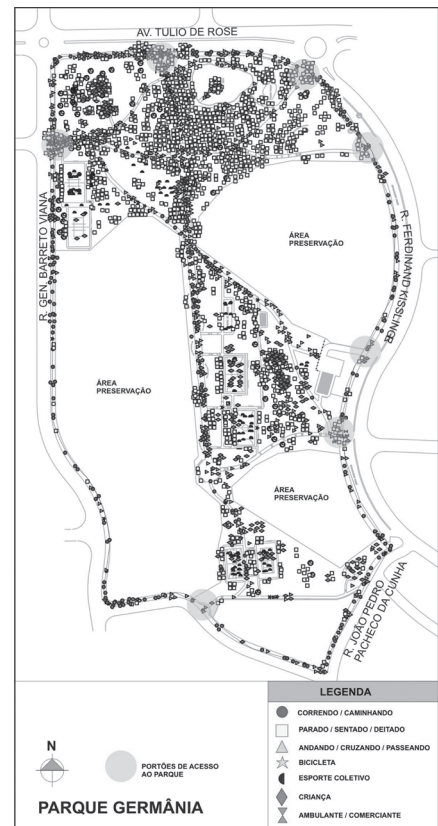 AV. TULIO DE ROSE
R. GEN. BARRETO VIANA
R. FERDINAND KISSLINGER
ÁREA
PRESERVAÇÃO
ÁREA
PRESERVAÇÃO
ÁREA
PRESERVAÇÃO
R. JOÃO PEDRO
PACHECO DA CUNHA
N
PORTÕES DE ACESSO
AO PARQUE
PARQUE GERMÂNIA
LEGENDA
CORRENDO / CAMINHANDO
PARADO / SENTADO / DEITADO
ANDANDO / CRUZANDO / PASSEANDO
BICICLETA
ESPORTE COLETIVO
CRIANÇA
AMBULANTE / COMERCIANTE